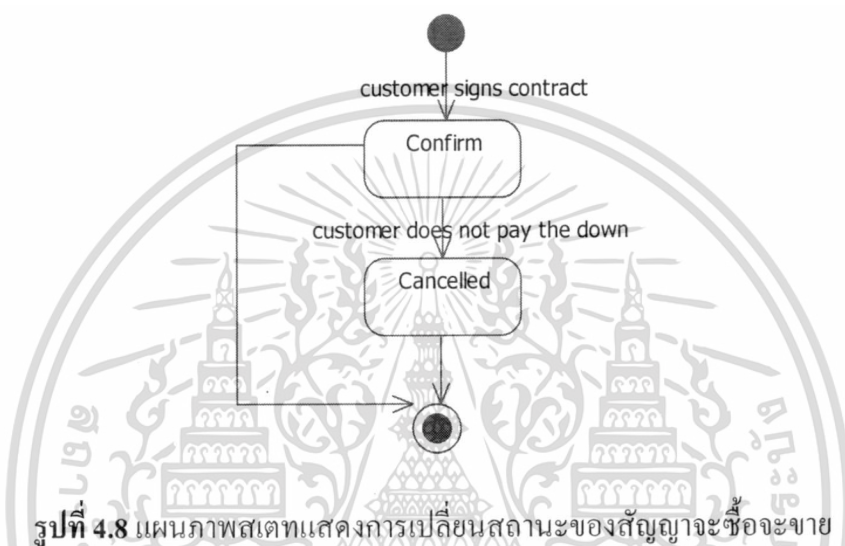 customer signs contract
Confirm
customer does not pay the down
Cancelled
รูปที่ 4.8 แผนภาพสเตทแสดงการเปลี่ยนสถานะของสัญญาจะซื้อจะขาย